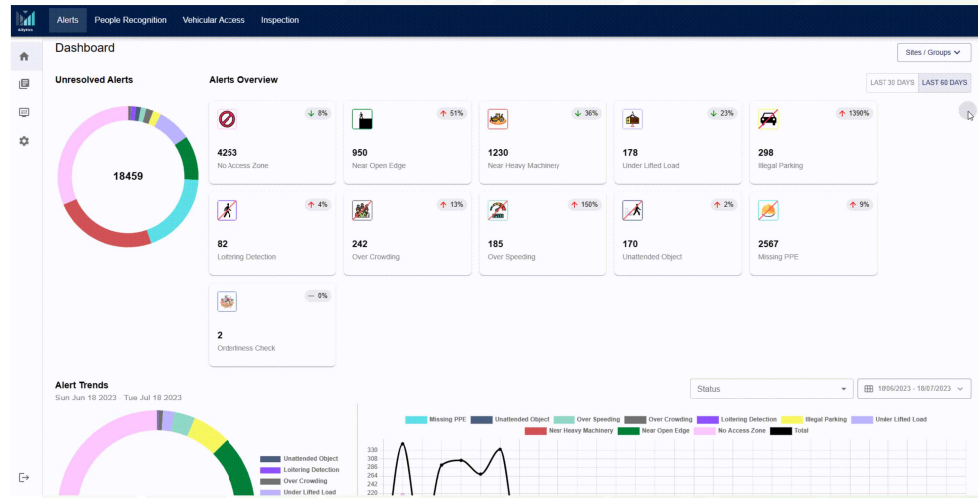 Alerts People Recognition Vehicular Access Inspection
Dashboard
Sites / Groups
Unresolved Alerts
Alerts Overview
LAST 30 DAYS LAST 60 DAYS
18459
8%
4253
No Access Zone
51%
950
Near Open Edge
36%
1230
Near Heavy Machinery
23%
178
Under Lifted Load
1390%
298
Illegal Parking
4%
82
Loitering Detection
13%
242
Over Crowding
150%
185
Over Speeding
2%
170
Unattended Object
9%
2567
Missing PPE
0%
2
Orderliness Check
Alert Trends
Sun Jun 18 2023 Tue Jul 18 2023
Status
18/06/2023 - 18/07/2023
Unattended Object
Loitering Detection
Over Crowding
Under Lifted Load
Missing PPE Unattended Object Over Speeding Over Crowding Loitering Detection Illegal Parking Under Lifted Load
Near Heavy Machinery Near Open Edge No Access Zone Total
330
308
286
264
242
220